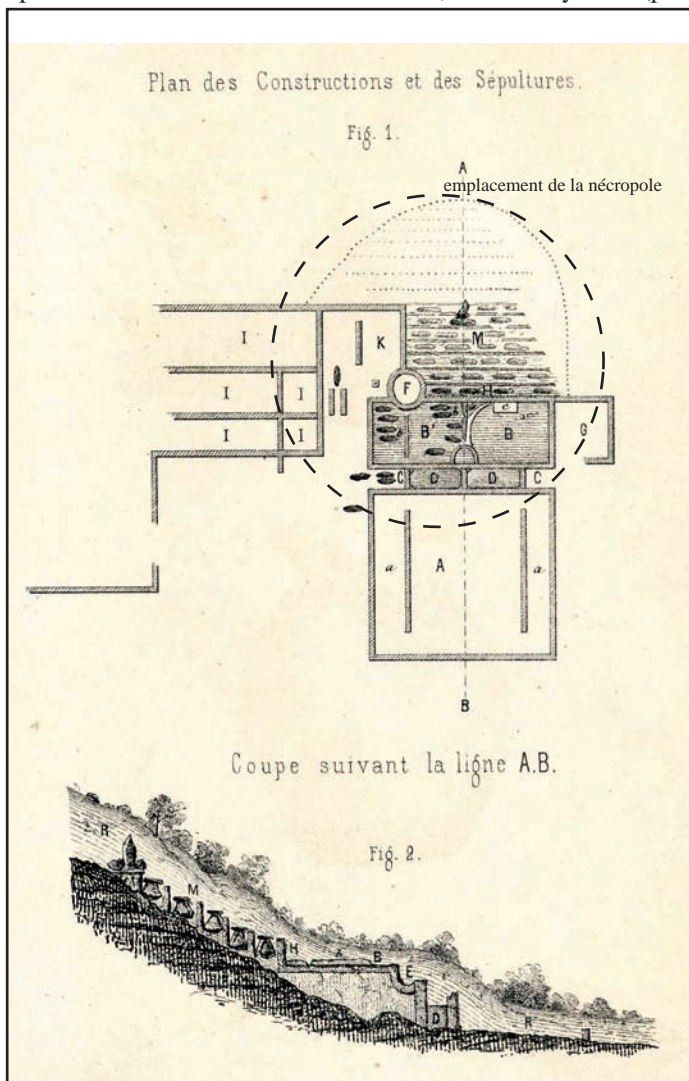 Plan des Constructions et des Sépultures.
Fig. 1.
A
emplacement de la nécropole
I
K
M
I
I
F
H
I
I
B'
B
c
G
C
D
D
C
a
A
a
B
Coupe suivant la ligne A.B.
Fig. 2.
R
M
H
B
E
D
R